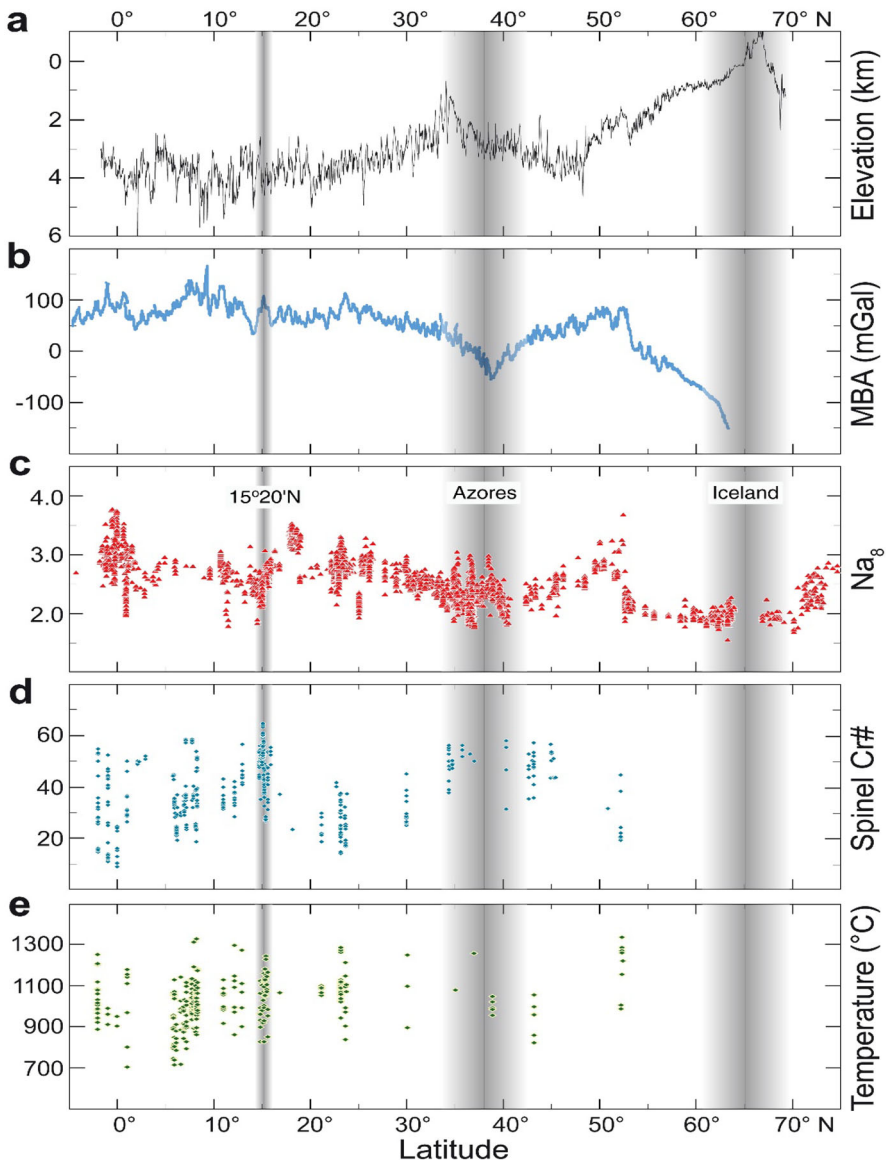 a
0° 10° 20° 30° 40° 50° 60° 70° N
0
2
4
6
Elevation (km)
b
100
0
-100
MBA (mGal)
c
4.0
3.0
2.0
15º20'N
Azores
Iceland
Na₈
d
60
40
20
Spinel Cr#
e
1300
1100
900
700
Temperature (°C)
0° 10° 20° 30° 40° 50° 60° 70° N
Latitude